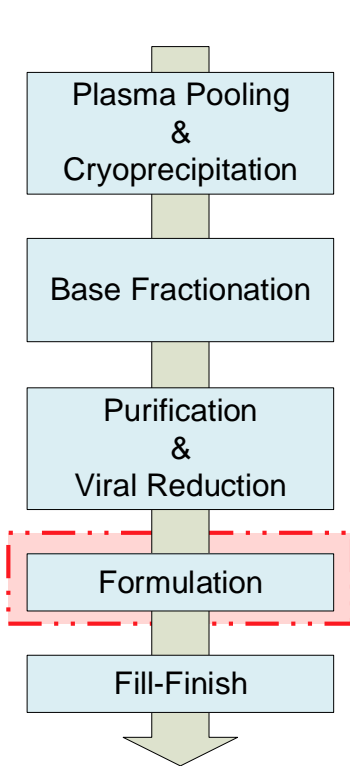 Plasma Pooling
&
Cryoprecipitation
Base Fractionation
Purification
&
Viral Reduction
Formulation
Fill-Finish